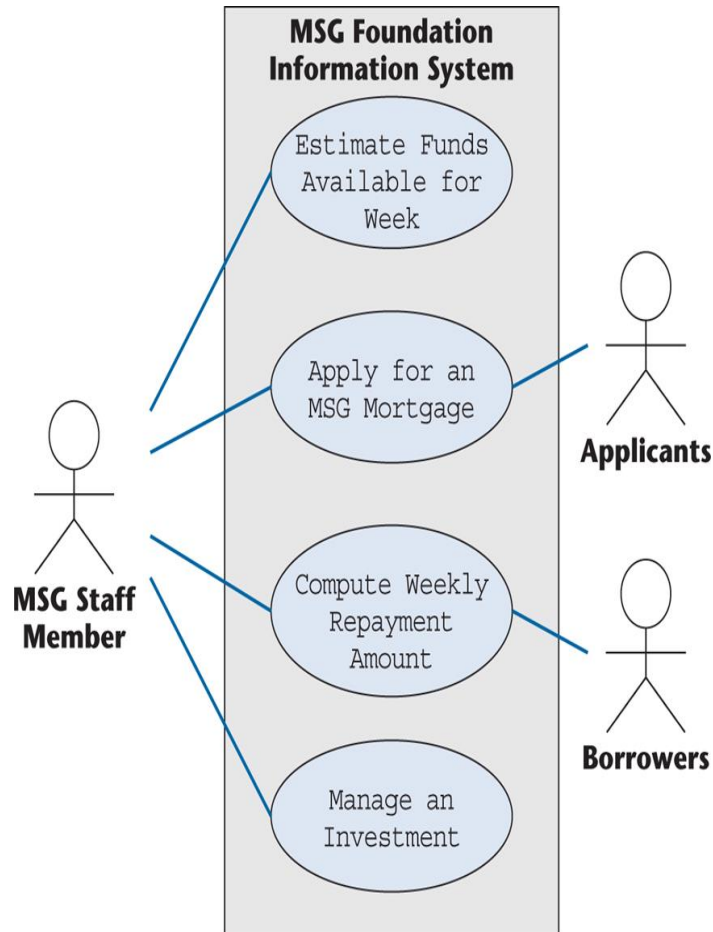 MSG Foundation
Information System
Estimate Funds
Available for
Week
Apply for an
MSG Mortgage
Applicants
MSG Staff
Member
Compute Weekly
Repayment
Amount
Borrowers
Manage an
Investment